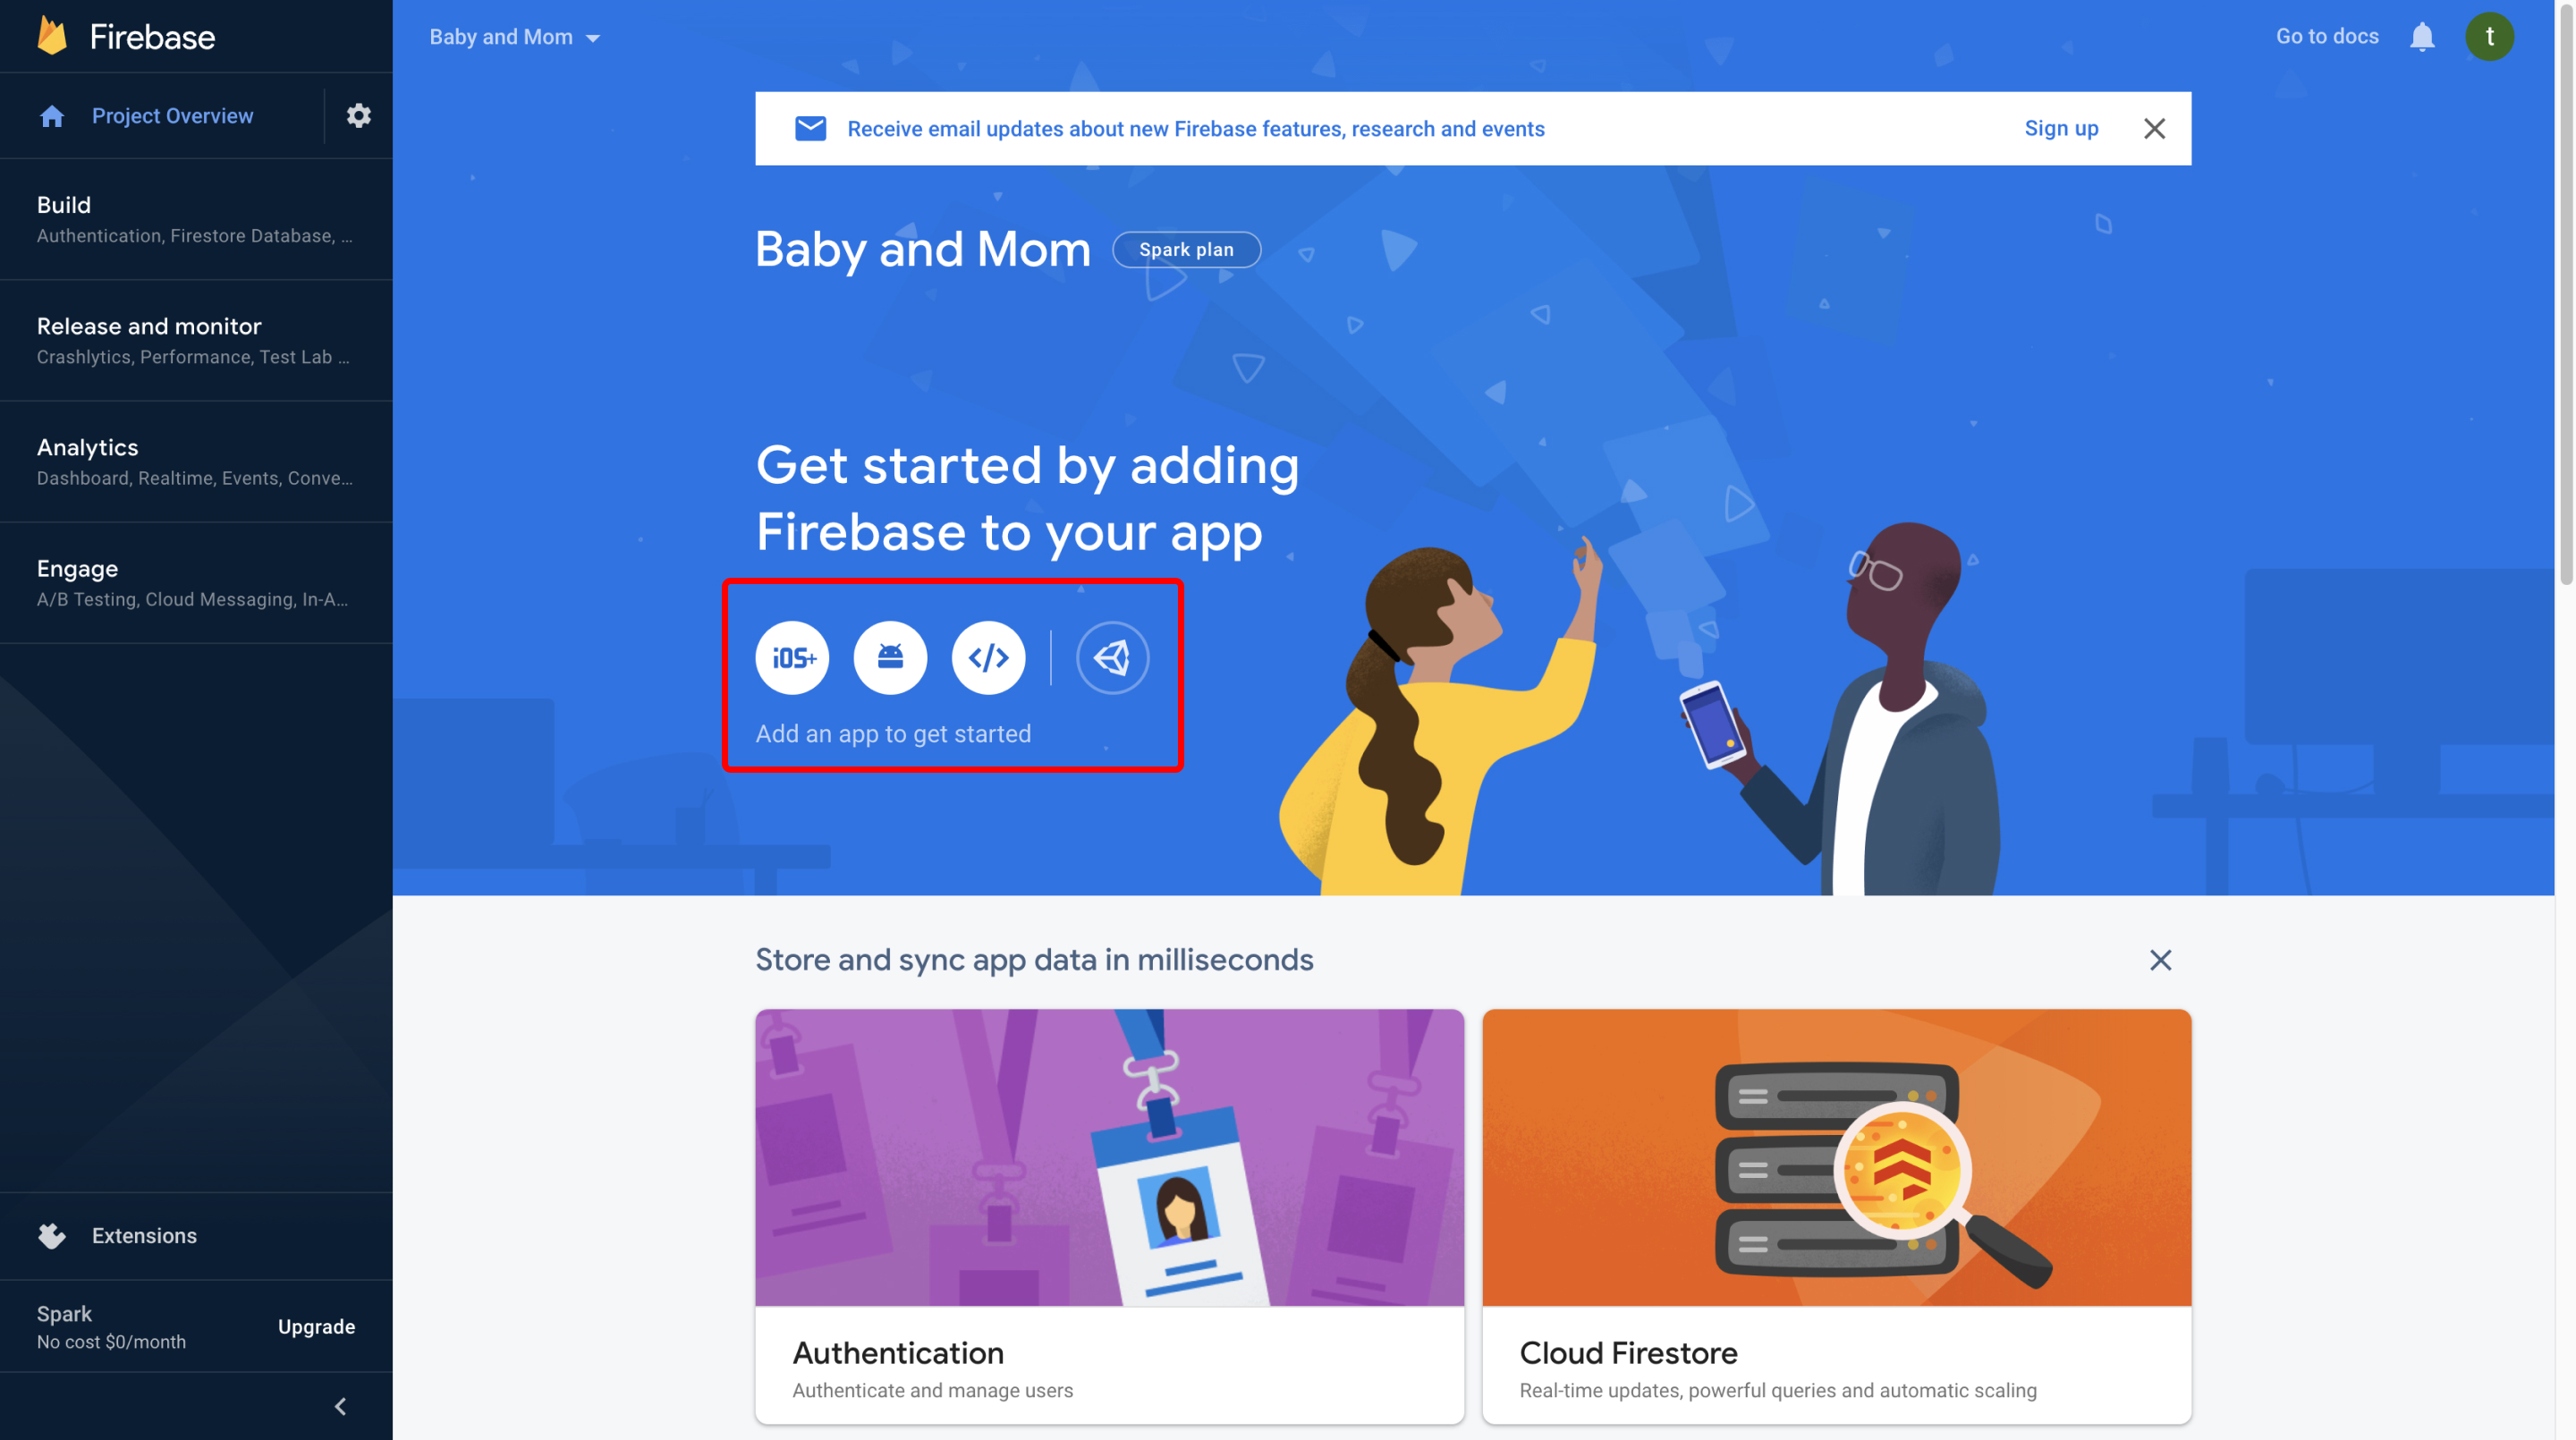 Firebase
Project Overview
Build
Authentication, Firestore Database, ...
Release and monitor
Crashlytics, Performance, Test Lab ...
Analytics
Dashboard, Realtime, Events, Conve...
Engage
A/B Testing, Cloud Messaging, In-A...
Extensions
Spark
No cost $0/month
Upgrade
Baby and Mom
Go to docs
t
Receive email updates about new Firebase features, research and events
Sign up
Baby and Mom
Spark plan
Get started by adding
Firebase to your app
iOS+
</>
Add an app to get started
Store and sync app data in milliseconds
Authentication
Authenticate and manage users
Cloud Firestore
Real-time updates, powerful queries and automatic scaling